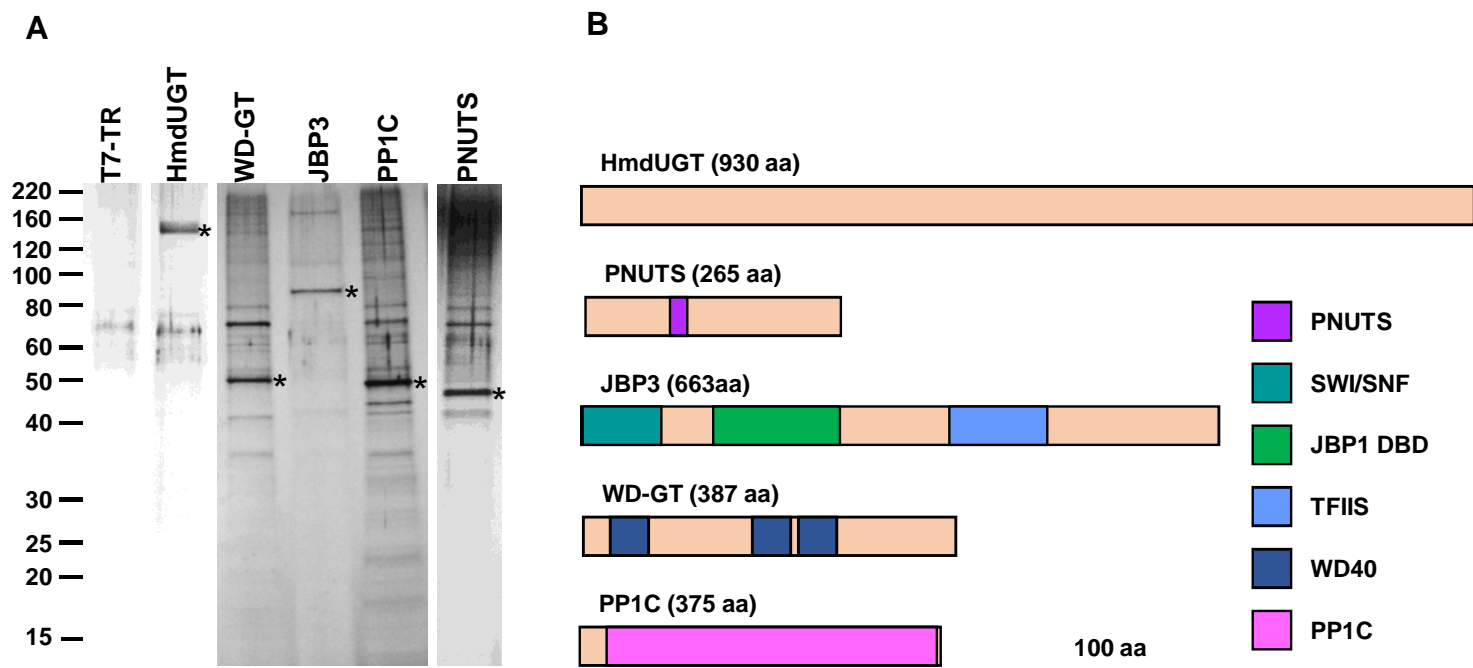 A
B
T7-TR
HmdUGT
WD-GT
JBP3
PP1C
PNUTS
220
160
120
100
80
60
50
40
30
25
20
15
*
*
*
*
*
HmdUGT (930 aa)
PNUTS (265 aa)
JBP3 (663aa)
WD-GT (387 aa)
PP1C (375 aa)
100 aa
PNUTS
SWI/SNF
JBP1 DBD
TFIIS
WD40
PP1C